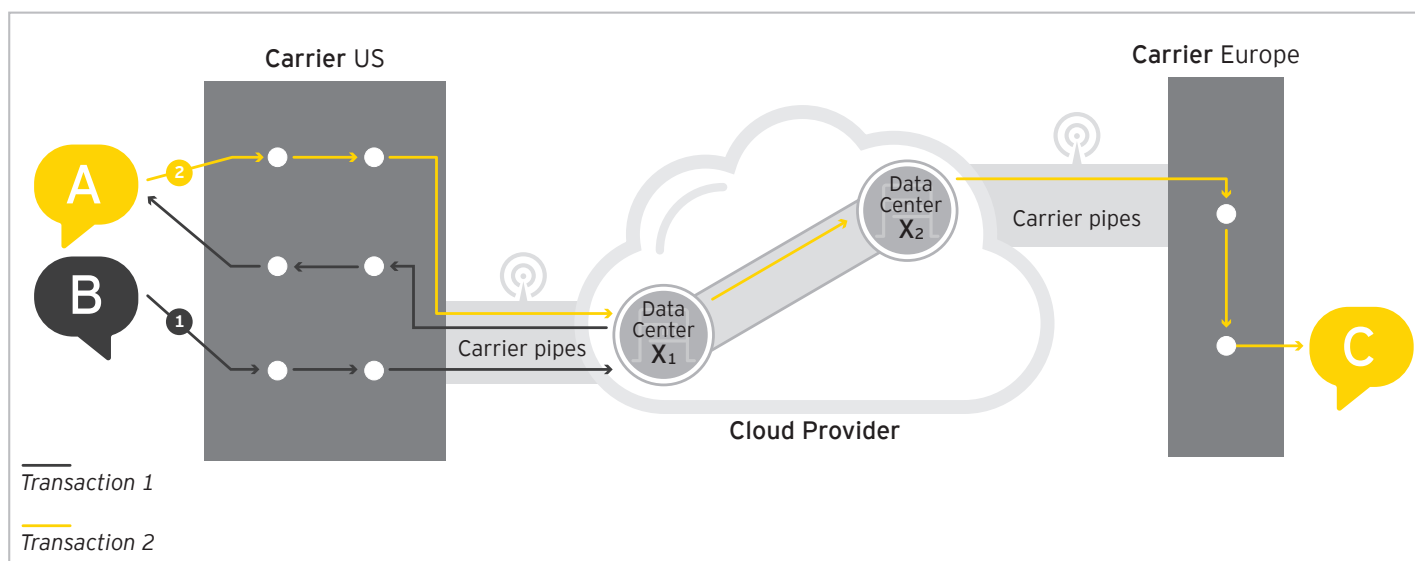 Carrier US
Carrier Europe
A
2
B
1
Carrier pipes
Data
Center
X1
Data
Center
X2
Carrier pipes
C
Cloud Provider
Transaction 1
Transaction 2